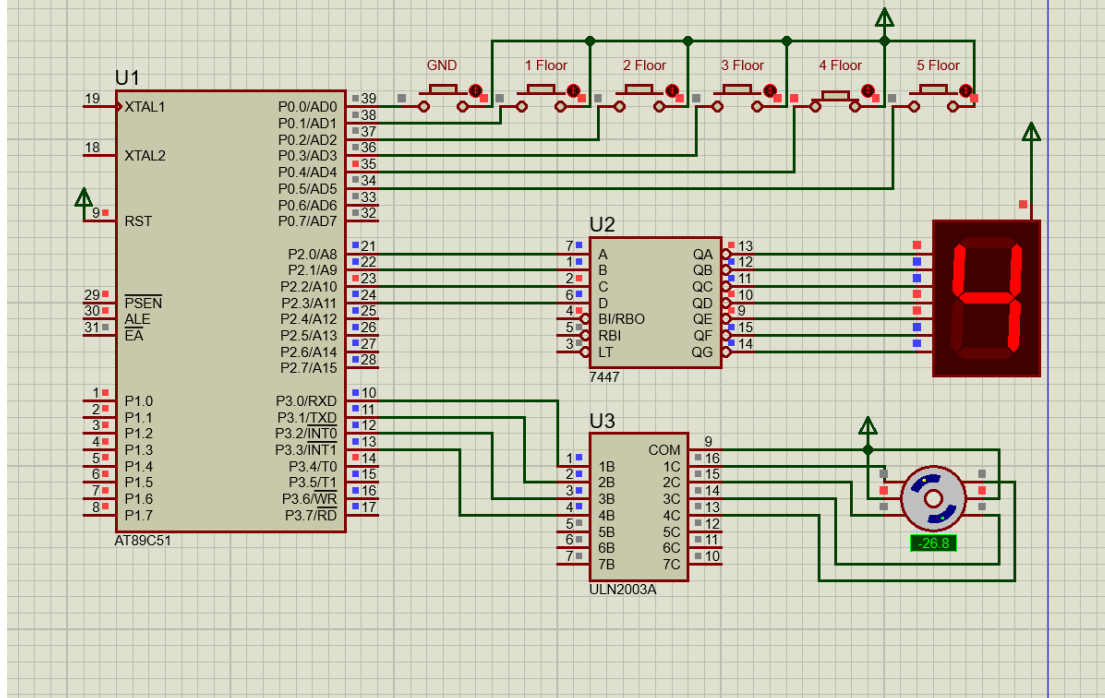 U1
19 XTAL1
18 XTAL2
9 RST
29 PSEN
30 ALE
31 EA
1 P1.0
2 P1.1
3 P1.2
4 P1.3
5 P1.4
6 P1.5
7 P1.6
8 P1.7
P0.0/AD0 39
P0.1/AD1 38
P0.2/AD2 37
P0.3/AD3 36
P0.4/AD4 35
P0.5/AD5 34
P0.6/AD6 33
P0.7/AD7 32
P2.0/A8 21
P2.1/A9 22
P2.2/A10 23
P2.3/A11 24
P2.4/A12 25
P2.5/A13 26
P2.6/A14 27
P2.7/A15 28
P3.0/RXD 10
P3.1/TXD 11
P3.2/INT0 12
P3.3/INT1 13
P3.4/T0 14
P3.5/T1 15
P3.6/WR 16
P3.7/RD 17
AT89C51
GND 1 Floor 2 Floor 3 Floor 4 Floor 5 Floor
U2
7 A QA 13
1 B QB 12
2 C QC 11
6 D QD 10
4 BI/RBO QE 9
5 RBI QF 15
3 LT QG 14
7447
4
U3
COM 9
1 1B 1C 16
2 2B 2C 15
3 3B 3C 14
4 4B 4C 13
5 5B 5C 12
6 6B 6C 11
7 7B 7C 10
ULN2003A
-26.8